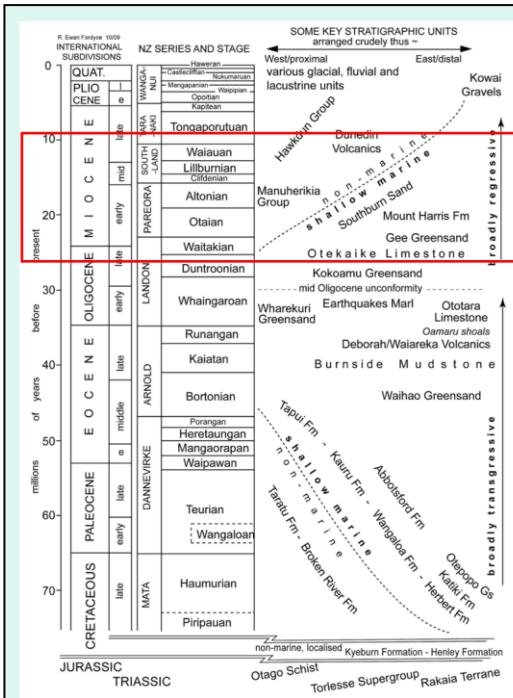 R. Ewan Fordyce 10/09
INTERNATIONAL
SUBDIVISIONS
NZ SERIES AND STAGE
SOME KEY STRATIGRAPHIC UNITS
arranged crudely thus ~
West/proximal
East/distal
various glacial, fluvial and
lacustrine units
Kowai
Gravels
0
10
20
30
40
50
60
70
millions of years before present
QUAT.
PLIO
CENE
l
e
MIOCENE
late
mid
early
OLIGOCENE
late
early
EOCENE
late
middle
e
PALEOCENE
late
early
CRETACEOUS
late
JURASSIC
TRIASSIC
WANGA-
NUI
TARA
NAKI
SOUTH
-LAND
PAREORA
LANDON
ARNOLD
DANNEVIRKE
MATA
Haweran
Castlecliffian
Nukumaruan
Mangapanian
Waipipian
Opoitian
Kapitean
Tongaporutuan
Waiauan
Lillburnian
Clifdenian
Altonian
Otaian
Waitakian
Duntroonian
Whaingaroan
Runangan
Kaiatan
Bortonian
Porangan
Heretaungan
Mangaorapan
Waipawan
Teurian
Wangaloan
Haumurian
Piripauan
Hawkdun Group
Dunedin
Volcanics
non-marine
shallow marine
Manuherikia
Group
Southburn Sand
Mount Harris Fm
Gee Greensand
Otekaike Limestone
Kokoamu Greensand
mid Oligocene unconformity
Wharekuri
Greensand
Earthquakes Marl
Ototara
Limestone
Oamaru shoals
Deborah/Waiareka Volcanics
Burnside Mudstone
Waihao Greensand
Tapui Fm - Kauru Fm - Wangaloa Fm - Herbert Fm
Abbotsford Fm
shallow marine
non-marine
Taratu Fm - Broken River Fm
Otepopo Gs
Katiki Fm
broadly regressive
broadly transgressive
non-marine, localised
Kyeburn Formation - Henley Formation
Otago Schist
Torlesse Supergroup
Rakaia Terrane